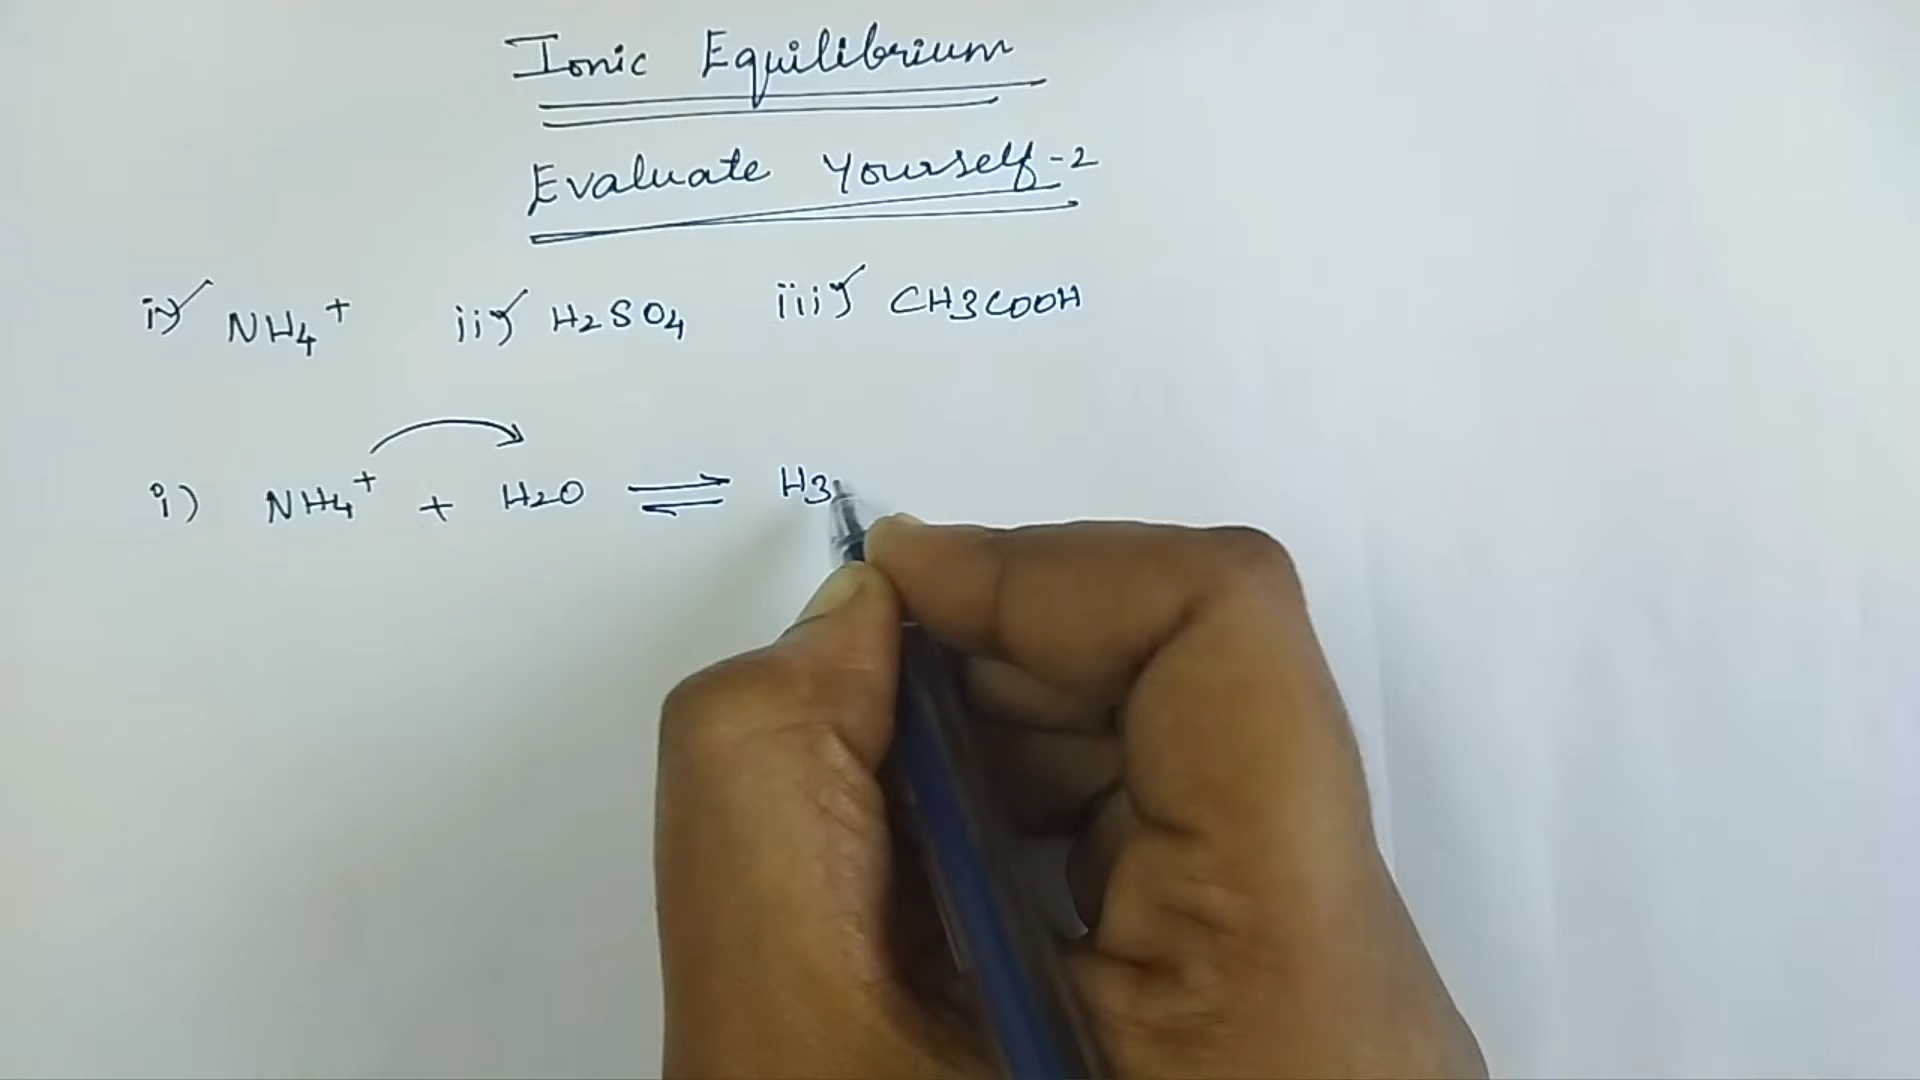 Ionic Equilibrium
Evaluate Yourself-2
i) NH4+ ii) H2SO4 iii) CH3COOH
i) NH4+ + H2O ⇌ H3